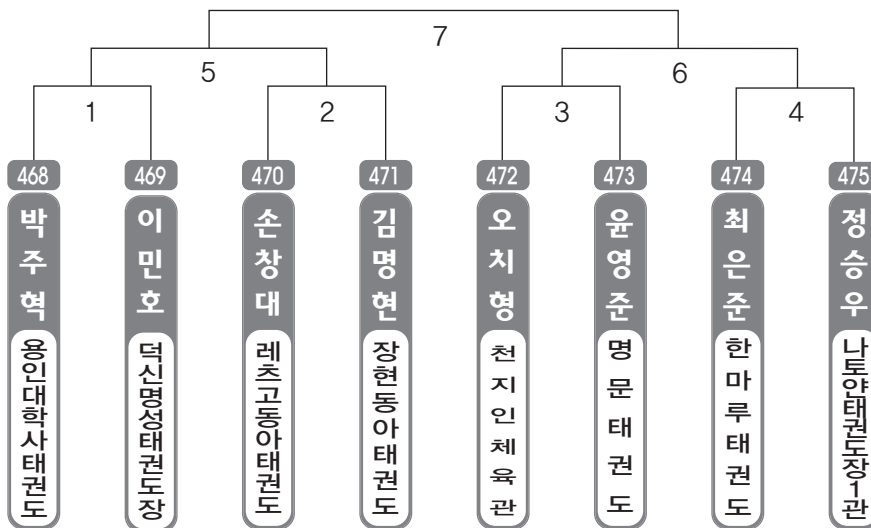 7
5
6
1
2
3
4
468
469
470
471
472
473
474
475
박주혁
이민호
손창대
김명현
오치형
윤영준
최은준
정승우
용인대학사태권도
덕신명성태권도장
레츠고동아태권도
장현동아태권도
천지인체육관
명문태권도
한마루태권도
나토얀태권도장1관